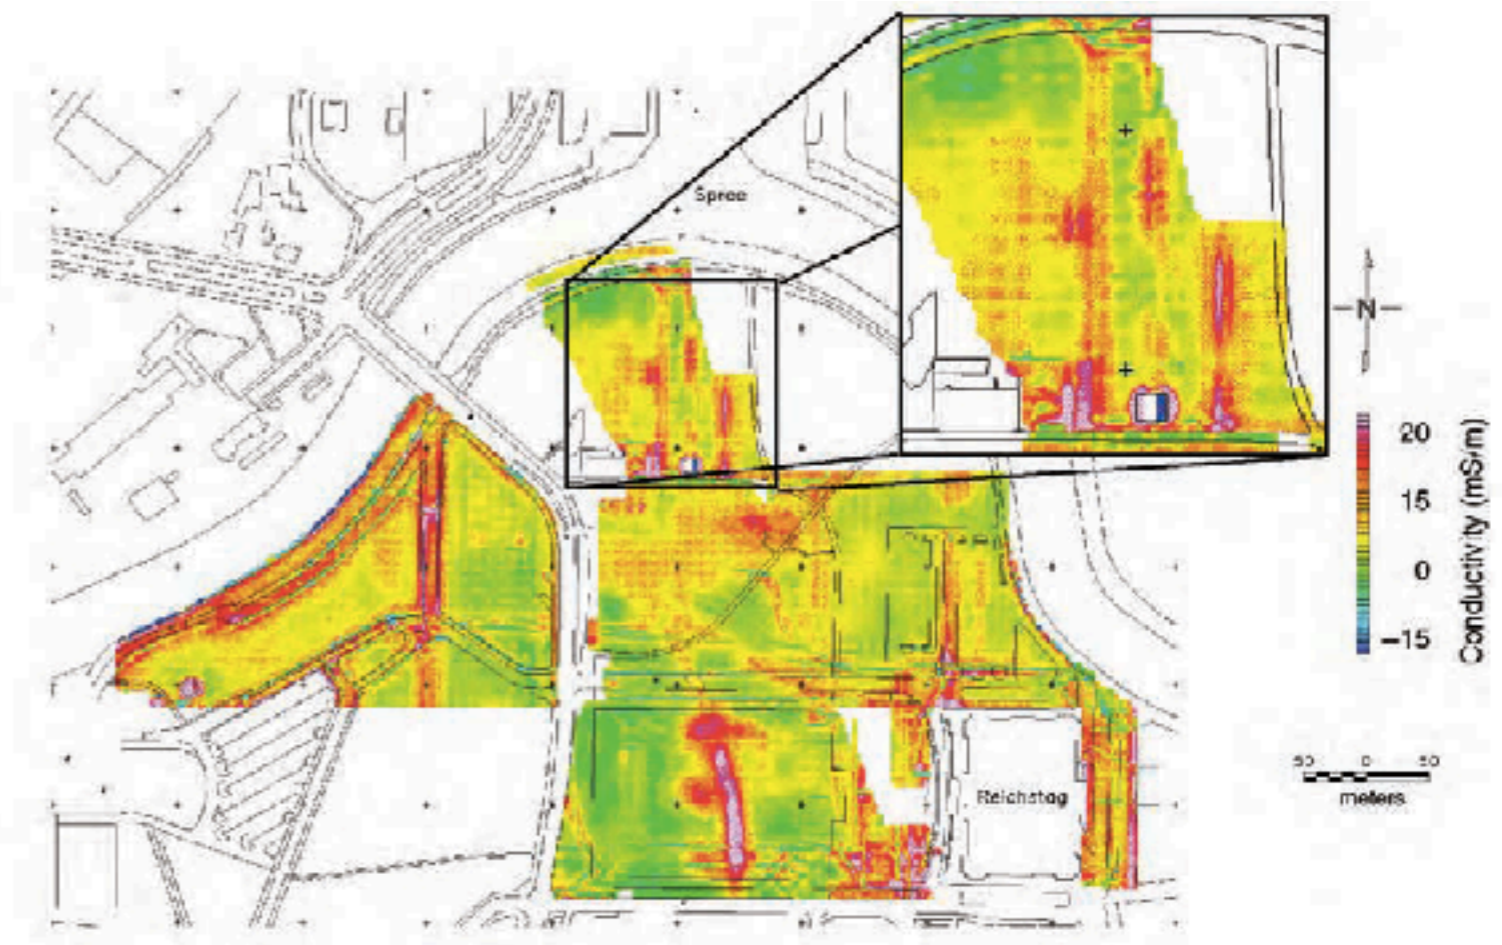 Spree
N
20
15
0
−15
Conductivity (mS/m)
50 0 50
meters
Reichstag